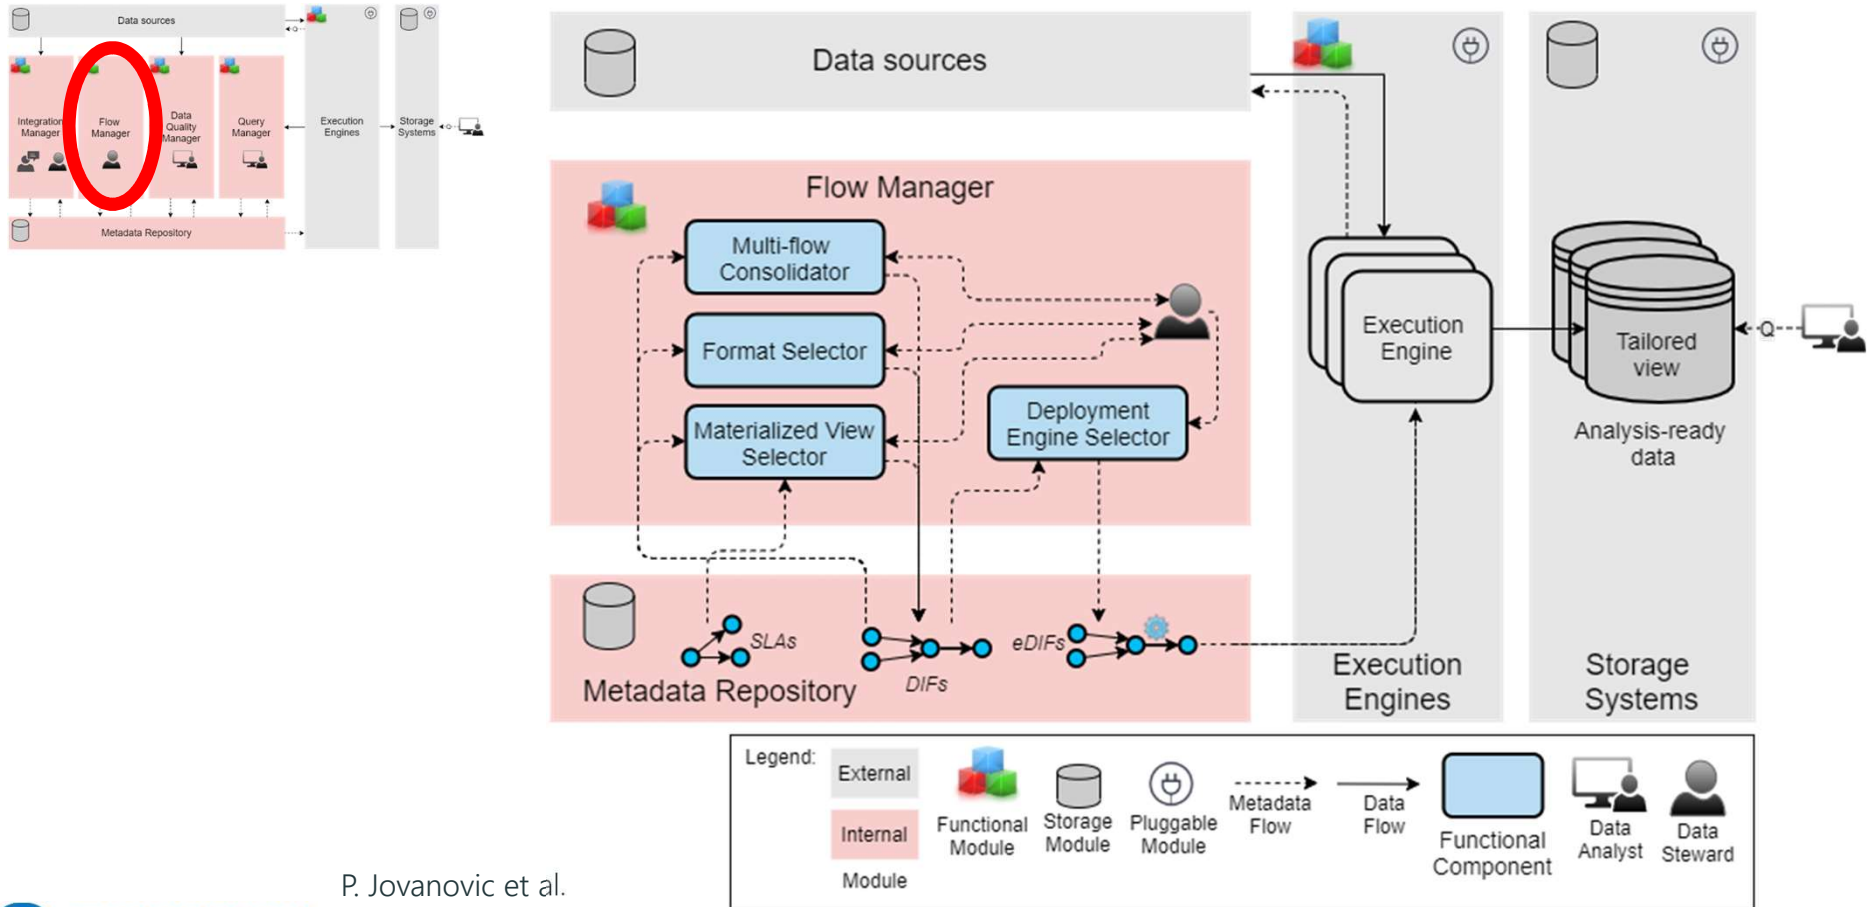 Data sources
Integration
Manager
Flow
Manager
Data
Quality
Manager
Query
Manager
Execution
Engines
Storage
Systems
Q
Q
Metadata Repository
Data sources
Flow Manager
Multi-flow
Consolidator
Format Selector
Materialized View
Selector
Deployment
Engine Selector
Execution
Engine
Tailored
view
Q
Analysis-ready
data
SLAs
DIFs
eDIFs
Metadata Repository
Execution
Engines
Storage
Systems
Legend:
External
Internal
Module
Functional
Module
Storage
Module
Pluggable
Module
Metadata
Flow
Data
Flow
Functional
Component
Data
Analyst
Data
Steward
P. Jovanovic et al.